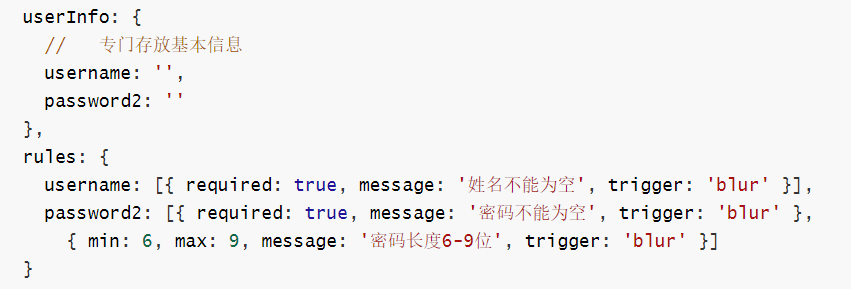 userInfo: {
  //   专门存放基本信息
  username: '',
  password2: ''
},
rules: {
  username: [{ required: true, message: '姓名不能为空', trigger: 'blur' }],
  password2: [{ required: true, message: '密码不能为空', trigger: 'blur' },
    { min: 6, max: 9, message: '密码长度6-9位', trigger: 'blur' }]
}